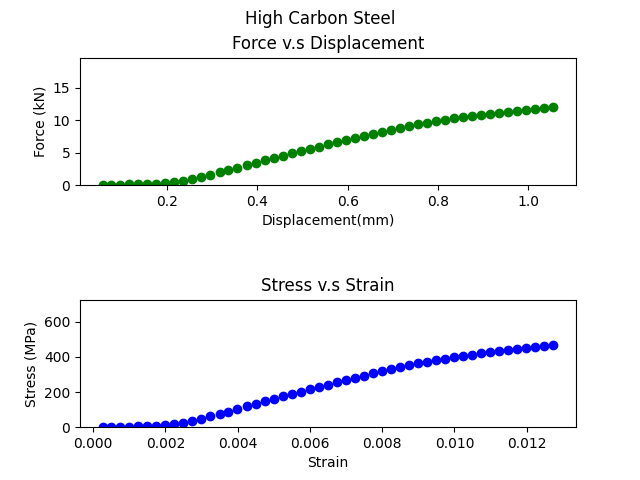 High Carbon Steel
Force v.s Displacement
Force (kN)
15
10
5
0
0.2 0.4 0.6 0.8 1.0
Displacement(mm)
Stress v.s Strain
Stress (MPa)
600
400
200
0
0.000 0.002 0.004 0.006 0.008 0.010 0.012
Strain